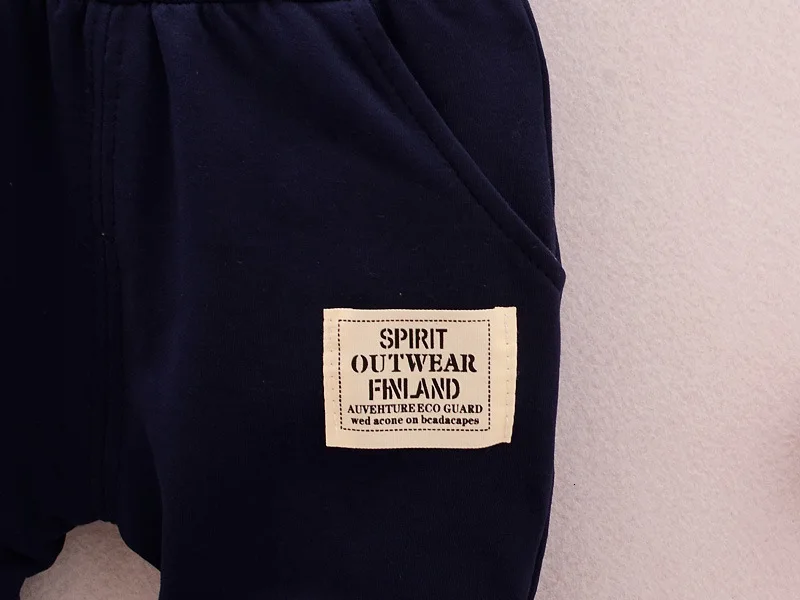 SPIRIT
OUTWEAR
FINLAND
AUVEHTURE ECO GUARD
wed acone on bcadacapes